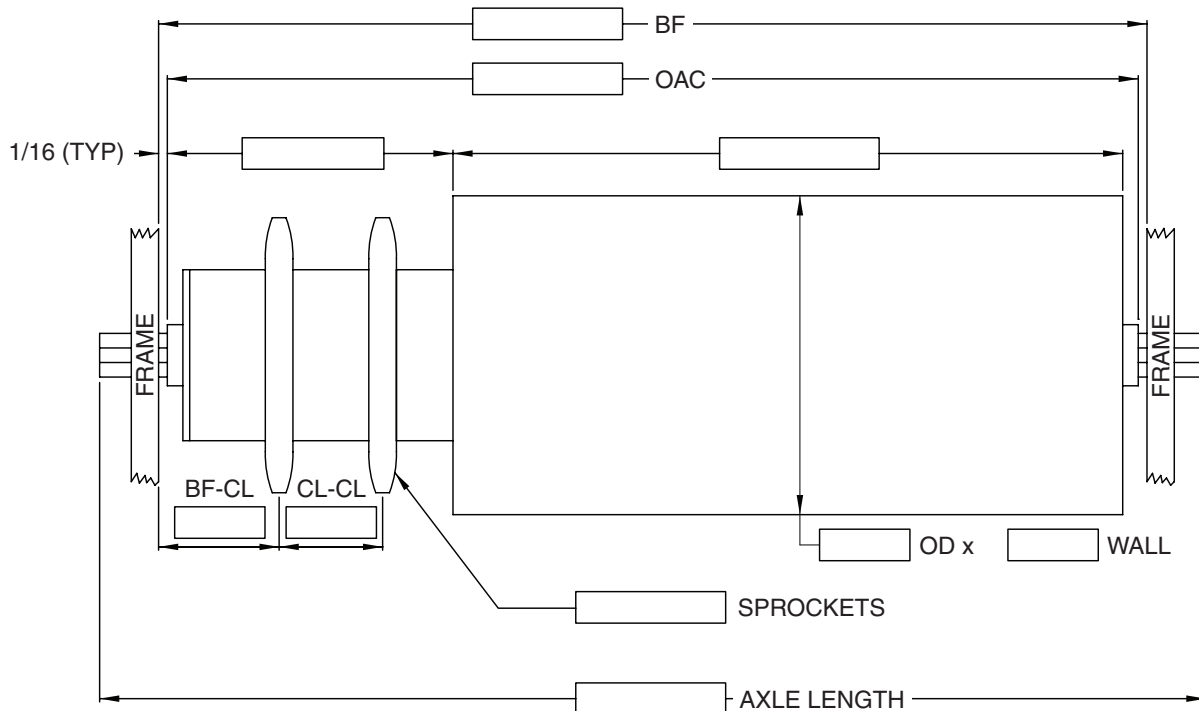 BF
OAC
1/16 (TYP)
FRAME
FRAME
BF-CL
CL-CL
OD x
WALL
SPROCKETS
AXLE LENGTH